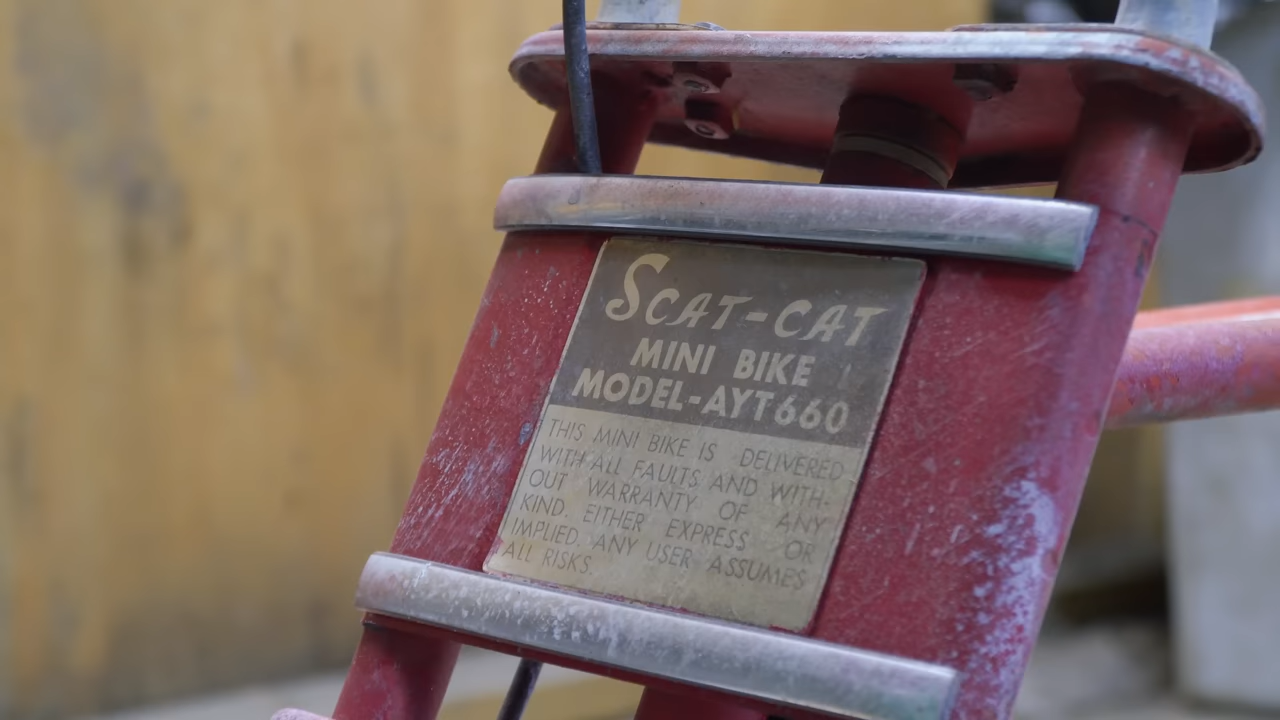 SCAT-CAT
MINI BIKE
MODEL-AYT660
THIS MINI BIKE IS DELIVERED
WITH ALL FAULTS AND WITH-
OUT WARRANTY OF ANY
KIND. EITHER EXPRESS OR
IMPLIED. ANY USER ASSUMES
ALL RISKS.